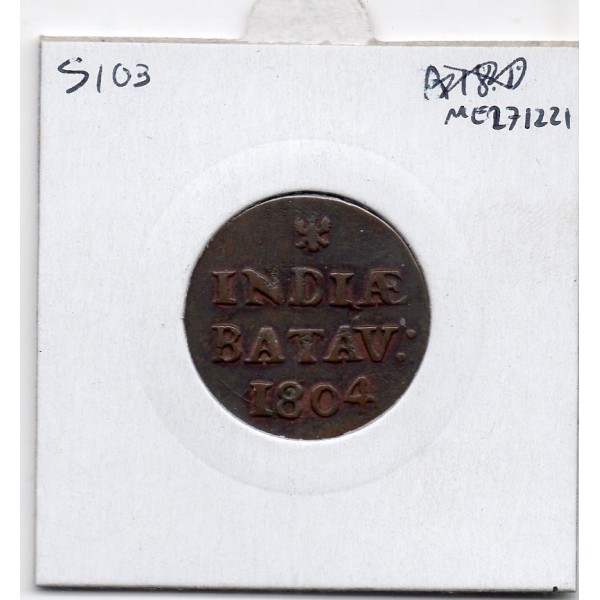 S103
ME271221
INDIÆ
BATAV:
1804